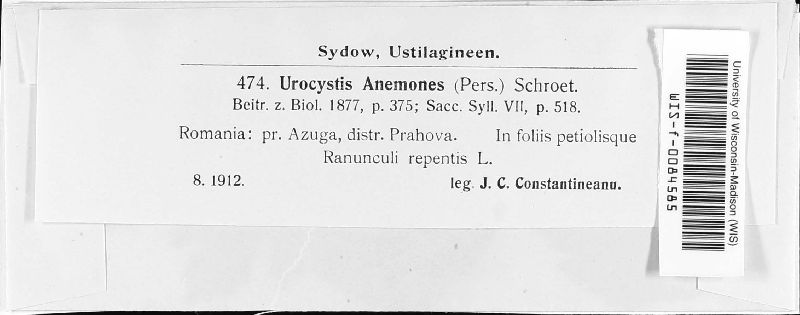 Sydow, Ustilagineen.
474. Urocystis Anemones (Pers.) Schroet.
Beitr. z. Biol. 1877, p. 375; Sacc. Syll. VII, p. 518.
Romania: pr. Azuga, distr. Prahova. In foliis petiolisque
Ranunculi repentis L.
8. 1912. leg. J. C. Constantineanu.
University of Wisconsin-Madison (WIS)
WIS-f-0084585